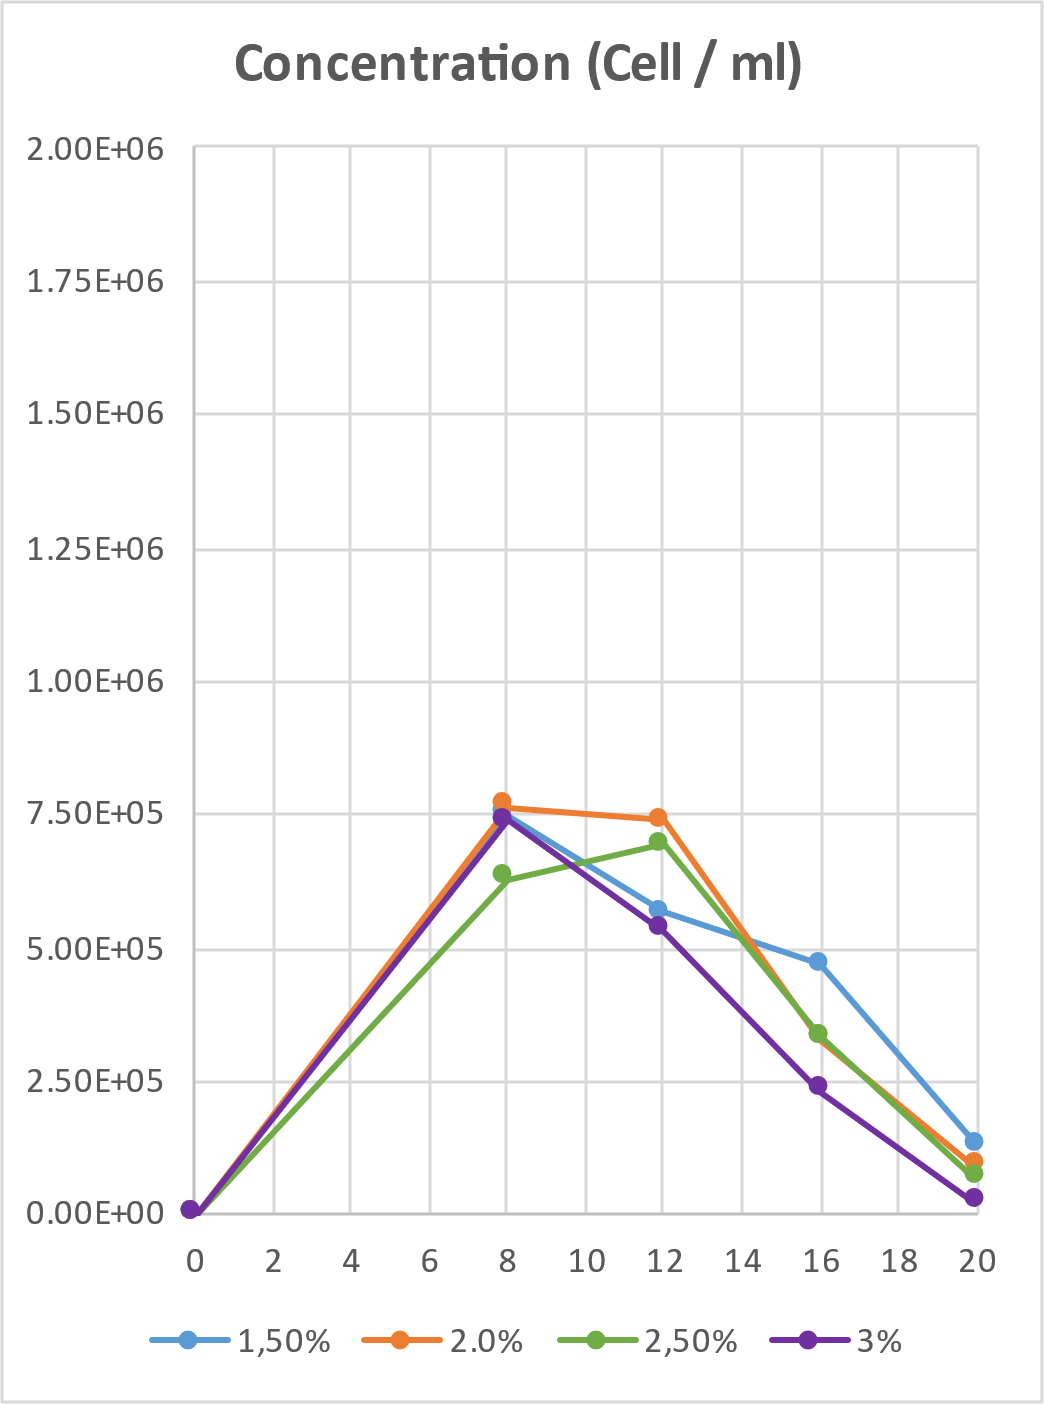 Concentration (Cell / ml)
2.00E+06
1.75E+06
1.50E+06
1.25E+06
1.00E+06
7.50E+05
5.00E+05
2.50E+05
0.00E+00
0 2 4 6 8 10 12 14 16 18 20
1,50% 2.0% 2,50% 3%